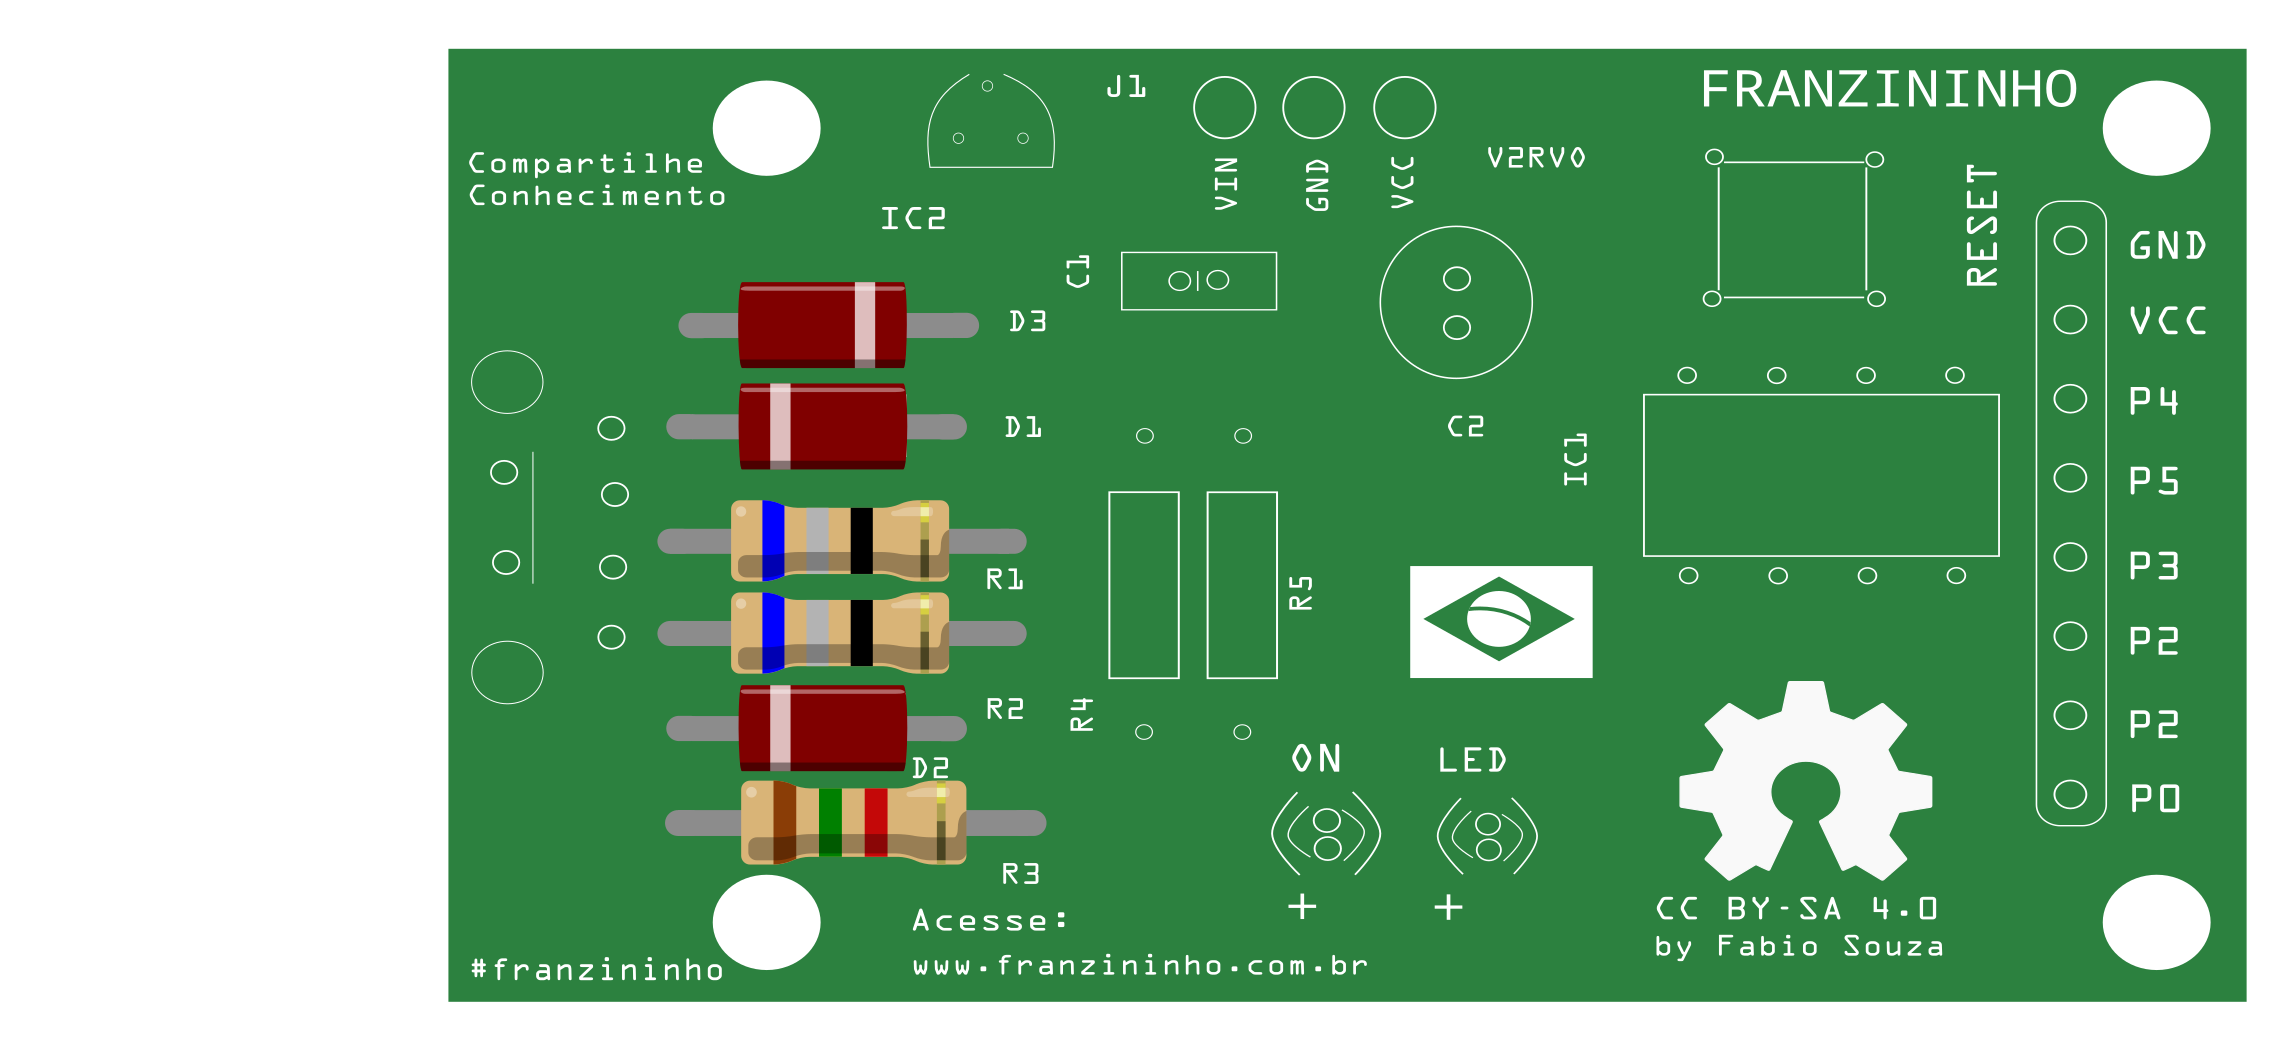 FRANZININHO
J1
Compartilhe
Conhecimento
IC2
VIN
GND
VCC
V2RV0
RESET
C1
D3
D1
C2
IC1
R1
R5
R2
R4
D2
R3
ON
LED
+
+
GND
VCC
P4
P5
P3
P2
P2
P0
Acesse:
www.franzininho.com.br
#franzininho
CC BY-SA 4.0
by Fabio Souza